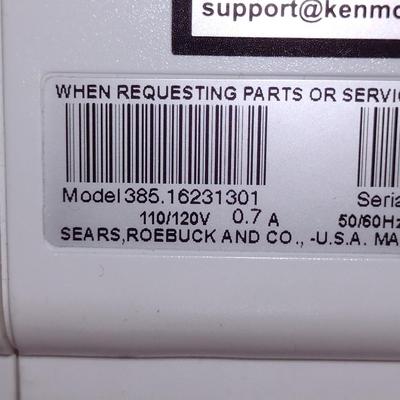 support@kenmo
WHEN REQUESTING PARTS OR SERVIC
Model 385.16231301 Seria
110/120V 0.7 A 50/60Hz
SEARS,ROEBUCK AND CO., -U.S.A. MA